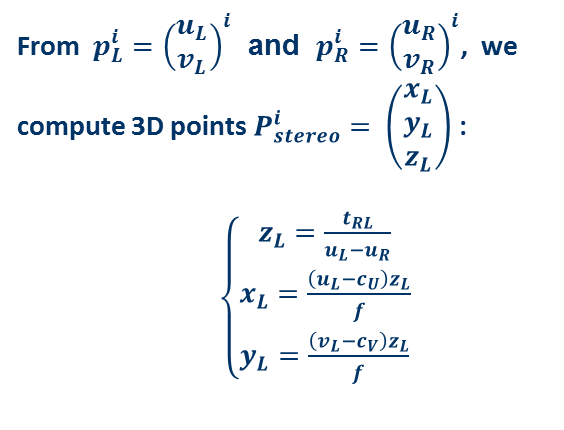 From p_L^i = (u_L v_L)^i and p_R^i = (u_R v_R)^i, we
compute 3D points P_stereo^i = (x_L y_L z_L) :
z_L = t_RL / (u_L−u_R)
x_L = (u_L−c_U)z_L / f
y_L = (v_L−c_V)z_L / f